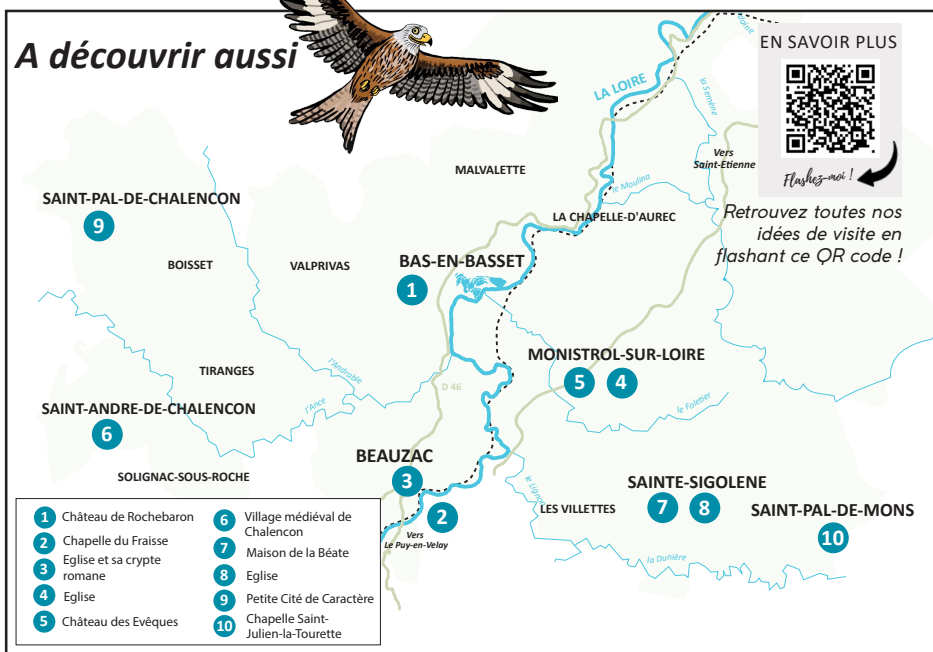 A découvrir aussi
EN SAVOIR PLUS
Flashez-moi !
Retrouvez toutes nos
idées de visite en
flashant ce QR code !
LA LOIRE
la Semène
Vers
Saint-Etienne
MALVALETTE
le Moulina
LA CHAPELLE-D'AUREC
SAINT-PAL-DE-CHALENCON
9
BOISSET
VALPRIVAS
BAS-EN-BASSET
1
MONISTROL-SUR-LOIRE
5
4
TIRANGES
l'Andrable
D 46
l'Ance
le Foletier
SAINT-ANDRE-DE-CHALENCON
6
SOLIGNAC-SOUS-ROCHE
BEAUZAC
3
2
Vers
Le Puy-en-Velay
le Lignon
LES VILLETTES
SAINTE-SIGOLENE
7
8
SAINT-PAL-DE-MONS
10
la Dunière
1 Château de Rochebaron
2 Chapelle du Fraisse
3 Eglise et sa crypte
romane
4 Eglise
5 Château des Evêques
6 Village médiéval de
Chalencon
7 Maison de la Béate
8 Eglise
9 Petite Cité de Caractère
10 Chapelle Saint-
Julien-la-Tourette